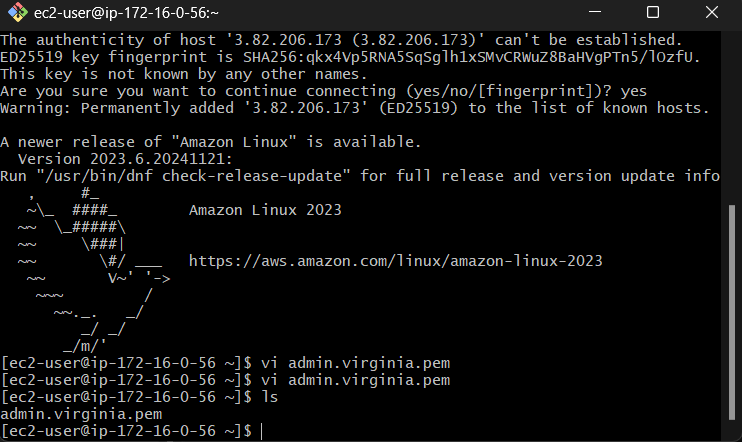 ec2-user@ip-172-16-0-56:~
The authenticity of host '3.82.206.173 (3.82.206.173)' can't be established.
ED25519 key fingerprint is SHA256:qkx4Vp5RNA5SqSglh1xSMvCRWuZ8BaHVgPTn5/lOzfU.
This key is not known by any other names.
Are you sure you want to continue connecting (yes/no/[fingerprint])? yes
Warning: Permanently added '3.82.206.173' (ED25519) to the list of known hosts.
A newer release of "Amazon Linux" is available.
  Version 2023.6.20241121:
Run "/usr/bin/dnf check-release-update" for full release and version update info
   ,     #_
   ~\_  ####_        Amazon Linux 2023
  ~~  \_#####\
  ~~     \###|
  ~~       \#/ ___   https://aws.amazon.com/linux/amazon-linux-2023
   ~~       V~' '->
    ~~~         /
      ~~._.   _/
         _/ _/
       _/m/'
[ec2-user@ip-172-16-0-56 ~]$ vi admin.virginia.pem
[ec2-user@ip-172-16-0-56 ~]$ vi admin.virginia.pem
[ec2-user@ip-172-16-0-56 ~]$ ls
admin.virginia.pem
[ec2-user@ip-172-16-0-56 ~]$